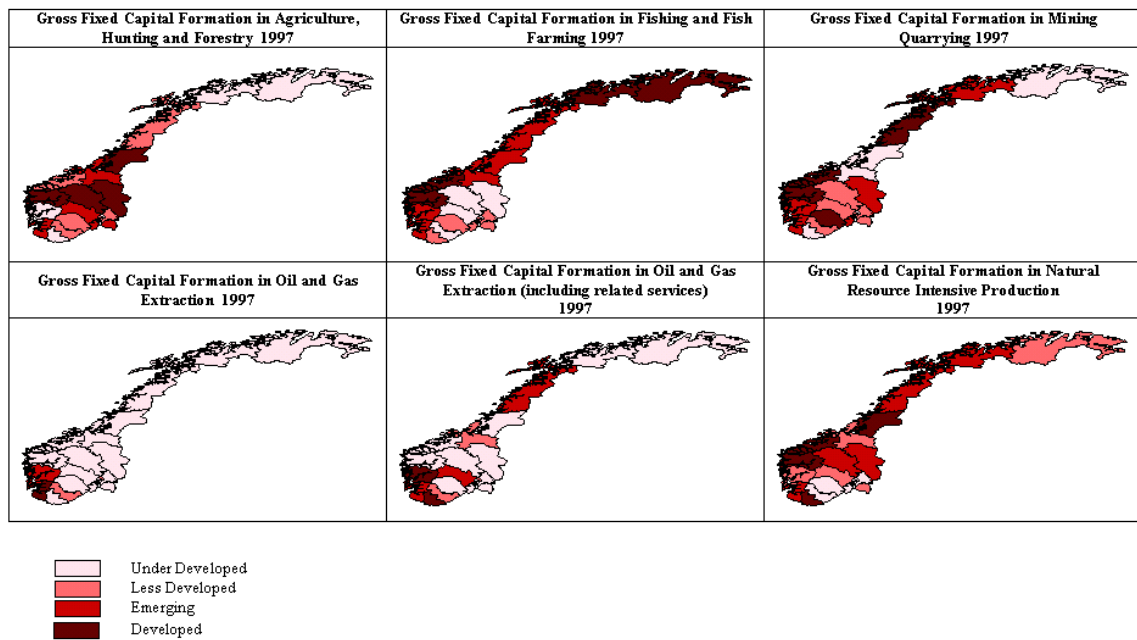 Gross Fixed Capital Formation in Agriculture,
Hunting and Forestry 1997
Gross Fixed Capital Formation in Fishing and Fish
Farming 1997
Gross Fixed Capital Formation in Mining
Quarrying 1997
Gross Fixed Capital Formation in Oil and Gas
Extraction 1997
Gross Fixed Capital Formation in Oil and Gas
Extraction (including related services)
1997
Gross Fixed Capital Formation in Natural
Resource Intensive Production
1997
Under Developed
Less Developed
Emerging
Developed